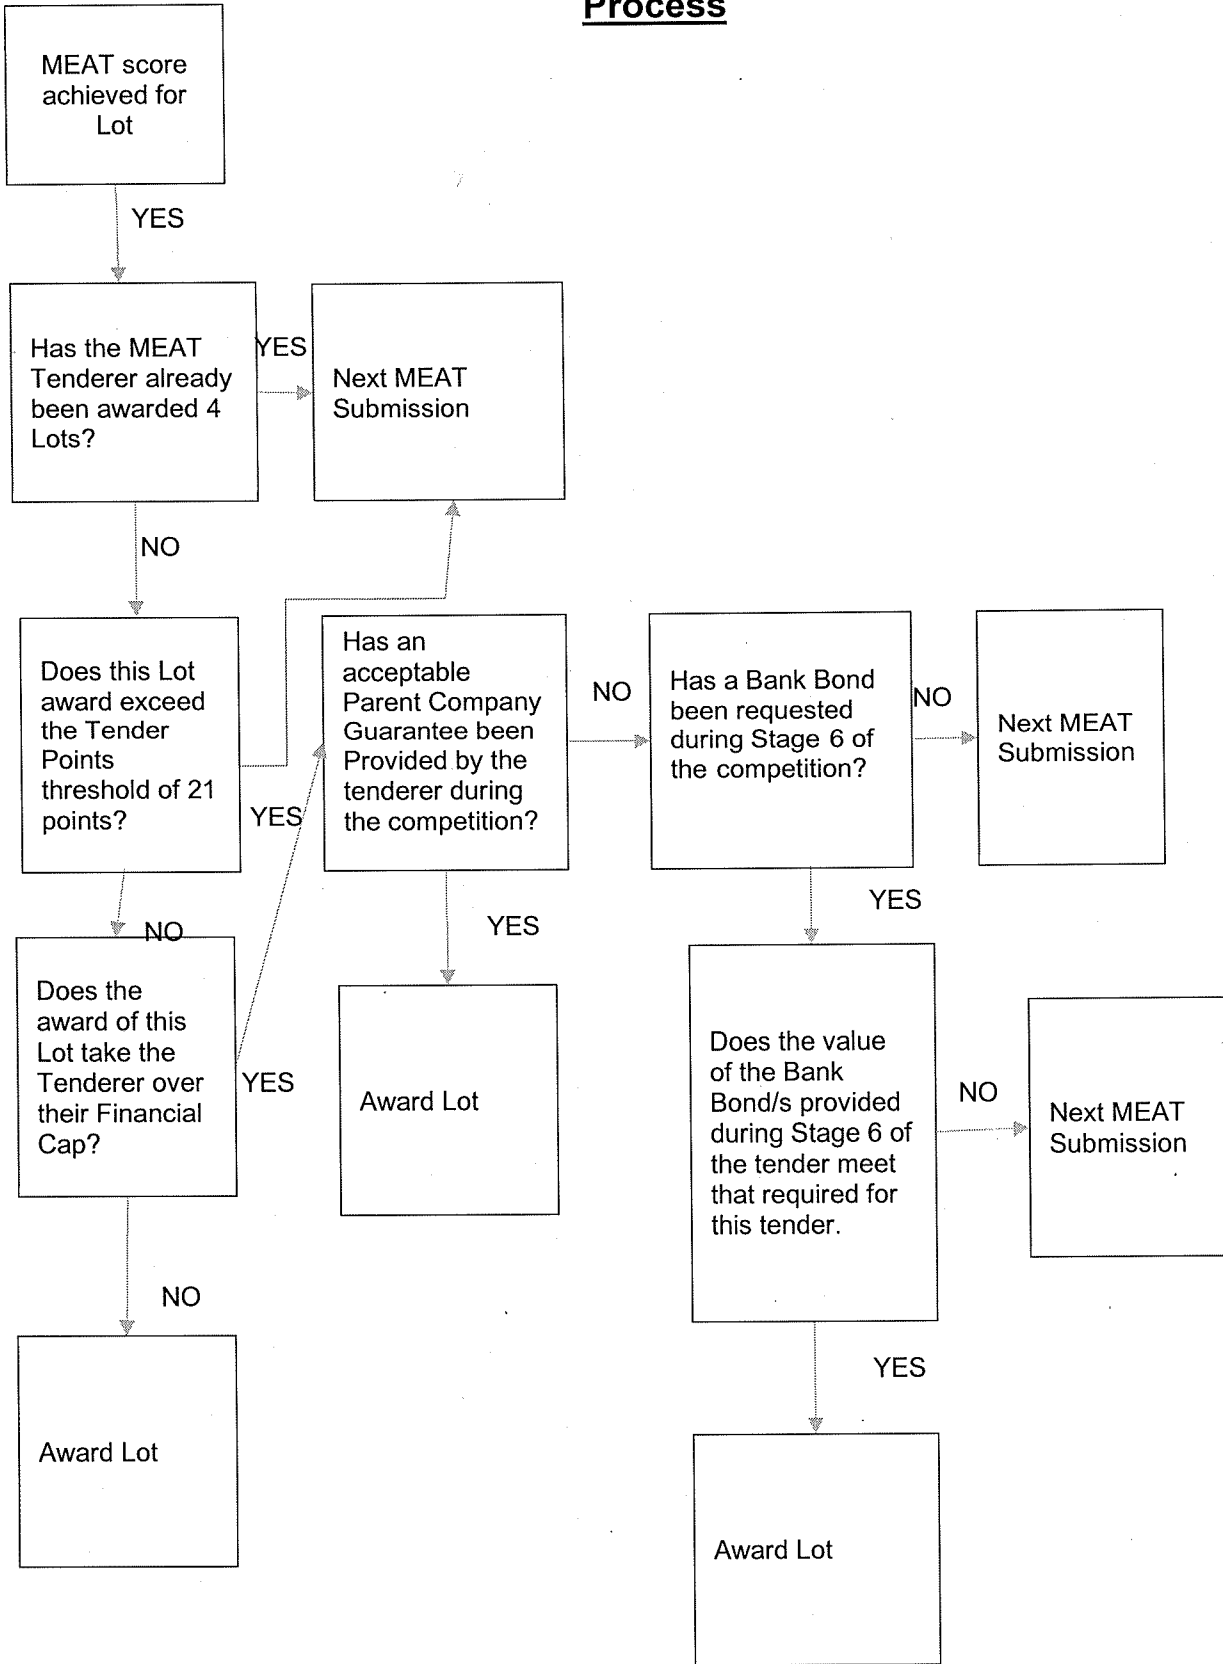 Process
MEAT score
achieved for
Lot
YES
Has the MEAT
Tenderer already
been awarded 4
Lots?
YES
Next MEAT
Submission
NO
Does this Lot
award exceed
the Tender
Points
threshold of 21
points?
YES
Has an
acceptable
Parent Company
Guarantee been
Provided by the
tenderer during
the competition?
NO
Has a Bank Bond
been requested
during Stage 6 of
the competition?
NO
Next MEAT
Submission
NO
YES
YES
Does the
award of this
Lot take the
Tenderer over
their Financial
Cap?
YES
Award Lot
Does the value
of the Bank
Bond/s provided
during Stage 6 of
the tender meet
that required for
this tender.
NO
Next MEAT
Submission
NO
YES
Award Lot
Award Lot